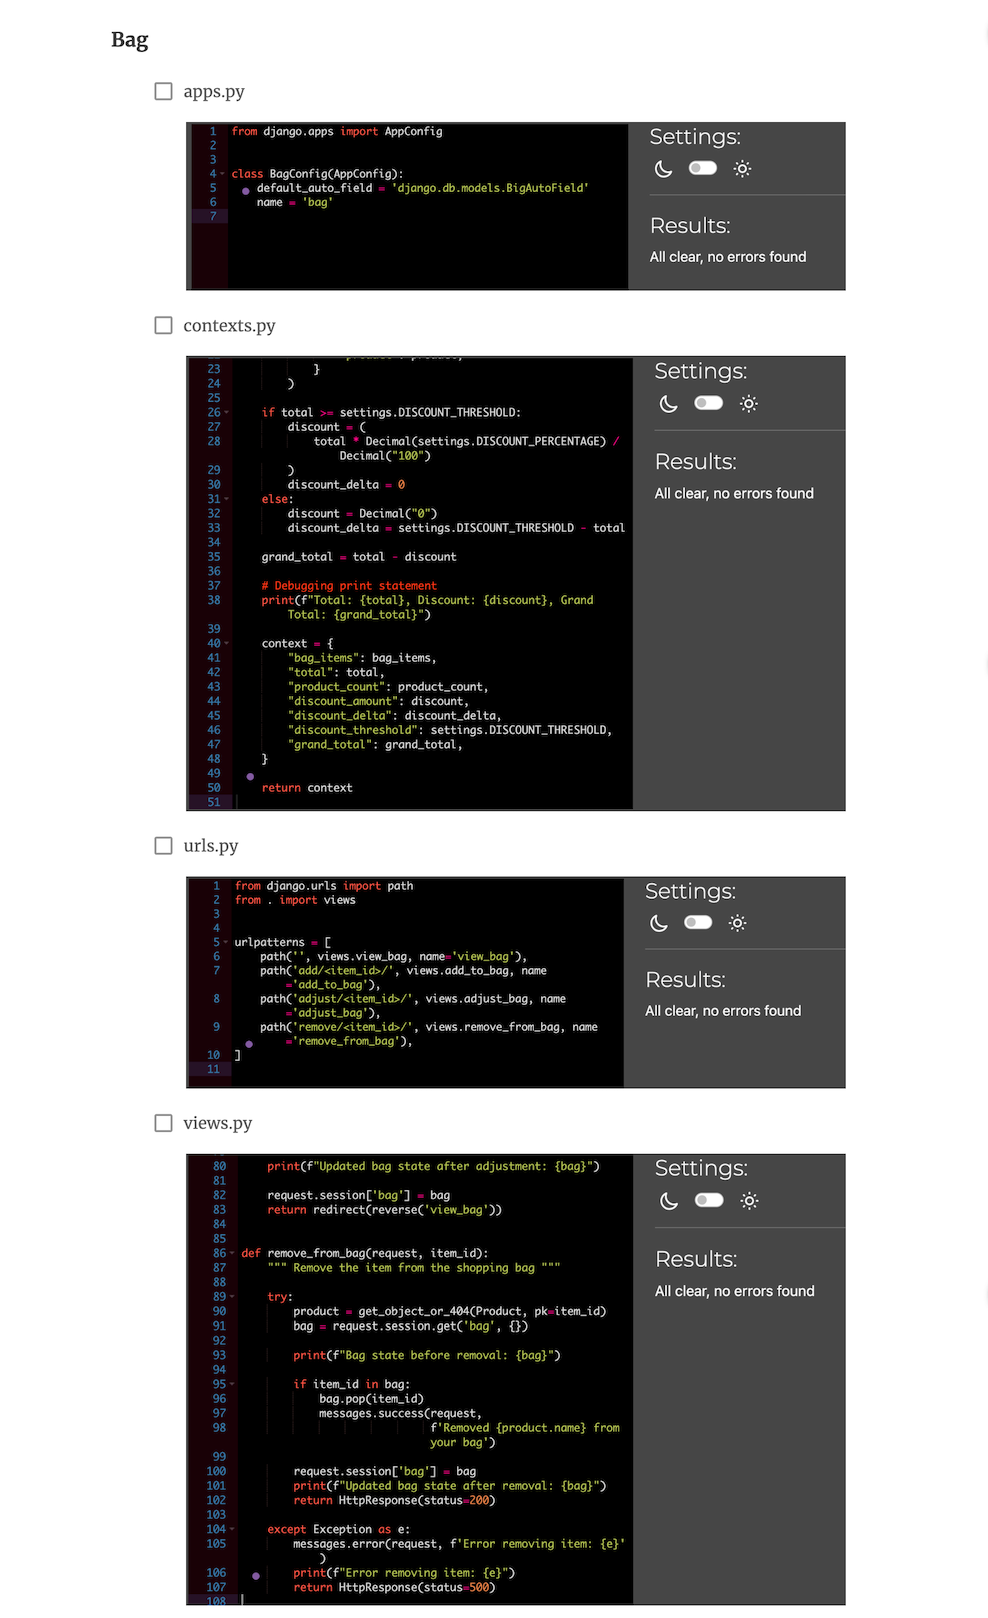 Bag
apps.py
1 from django.apps import AppConfig
2
3
4 class BagConfig(AppConfig):
5     default_auto_field = 'django.db.models.BigAutoField'
6     name = 'bag'
7
Settings:
Results:
All clear, no errors found
contexts.py
23             }
24         )
25
26     if total >= settings.DISCOUNT_THRESHOLD:
27         discount = (
28             total * Decimal(settings.DISCOUNT_PERCENTAGE) /
                Decimal("100")
29         )
30         discount_delta = 0
31     else:
32         discount = Decimal("0")
33         discount_delta = settings.DISCOUNT_THRESHOLD - total
34
35     grand_total = total - discount
36
37     # Debugging print statement
38     print(f"Total: {total}, Discount: {discount}, Grand
        Total: {grand_total}")
39
40     context = {
41         "bag_items": bag_items,
42         "total": total,
43         "product_count": product_count,
44         "discount_amount": discount,
45         "discount_delta": discount_delta,
46         "discount_threshold": settings.DISCOUNT_THRESHOLD,
47         "grand_total": grand_total,
48     }
49
50     return context
51
Settings:
Results:
All clear, no errors found
urls.py
1 from django.urls import path
2 from . import views
3
4
5 urlpatterns = [
6     path('', views.view_bag, name='view_bag'),
7     path('add/<item_id>/', views.add_to_bag, name
        ='add_to_bag'),
8     path('adjust/<item_id>/', views.adjust_bag, name
        ='adjust_bag'),
9     path('remove/<item_id>/', views.remove_from_bag, name
        ='remove_from_bag'),
10 ]
11
Settings:
Results:
All clear, no errors found
views.py
80     print(f"Updated bag state after adjustment: {bag}")
81
82     request.session['bag'] = bag
83     return redirect(reverse('view_bag'))
84
85
86 def remove_from_bag(request, item_id):
87     """ Remove the item from the shopping bag """
88
89     try:
90         product = get_object_or_404(Product, pk=item_id)
91         bag = request.session.get('bag', {})
92
93         print(f"Bag state before removal: {bag}")
94
95         if item_id in bag:
96             bag.pop(item_id)
97             messages.success(request,
98                              f'Removed {product.name} from
                             your bag')
99
100         request.session['bag'] = bag
101         print(f"Updated bag state after removal: {bag}")
102         return HttpResponse(status=200)
103
104     except Exception as e:
105         messages.error(request, f'Error removing item: {e}'
            )
106         print(f"Error removing item: {e}")
107         return HttpResponse(status=500)
108
Settings:
Results:
All clear, no errors found